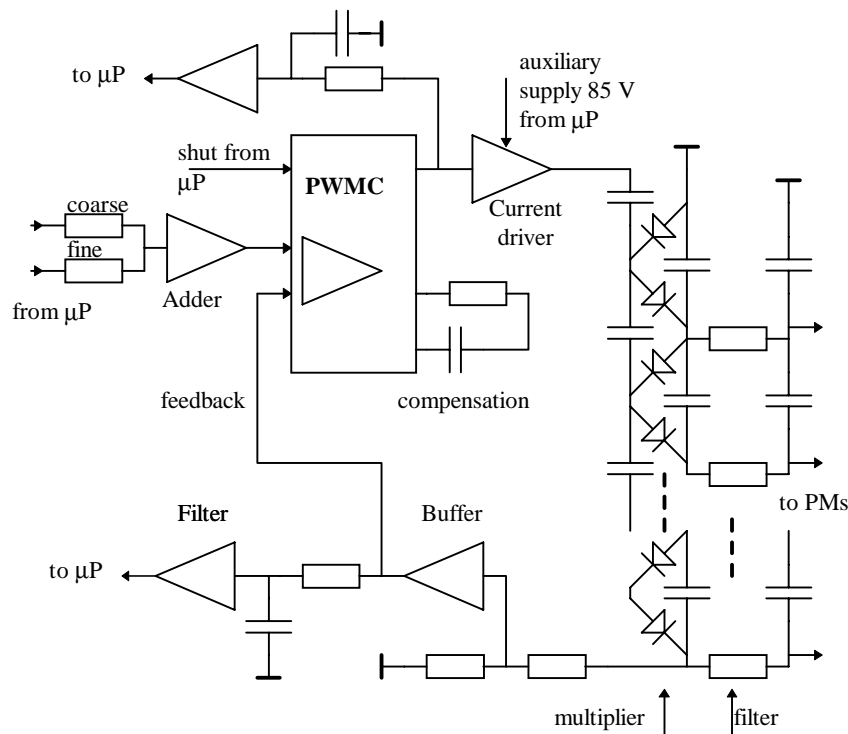 to µP
auxiliary
supply 85 V
from µP
shut from
µP
PWMC
coarse
fine
from µP
Adder
Current
driver
feedback
compensation
Filter
Buffer
to PMs
to µP
multiplier
filter